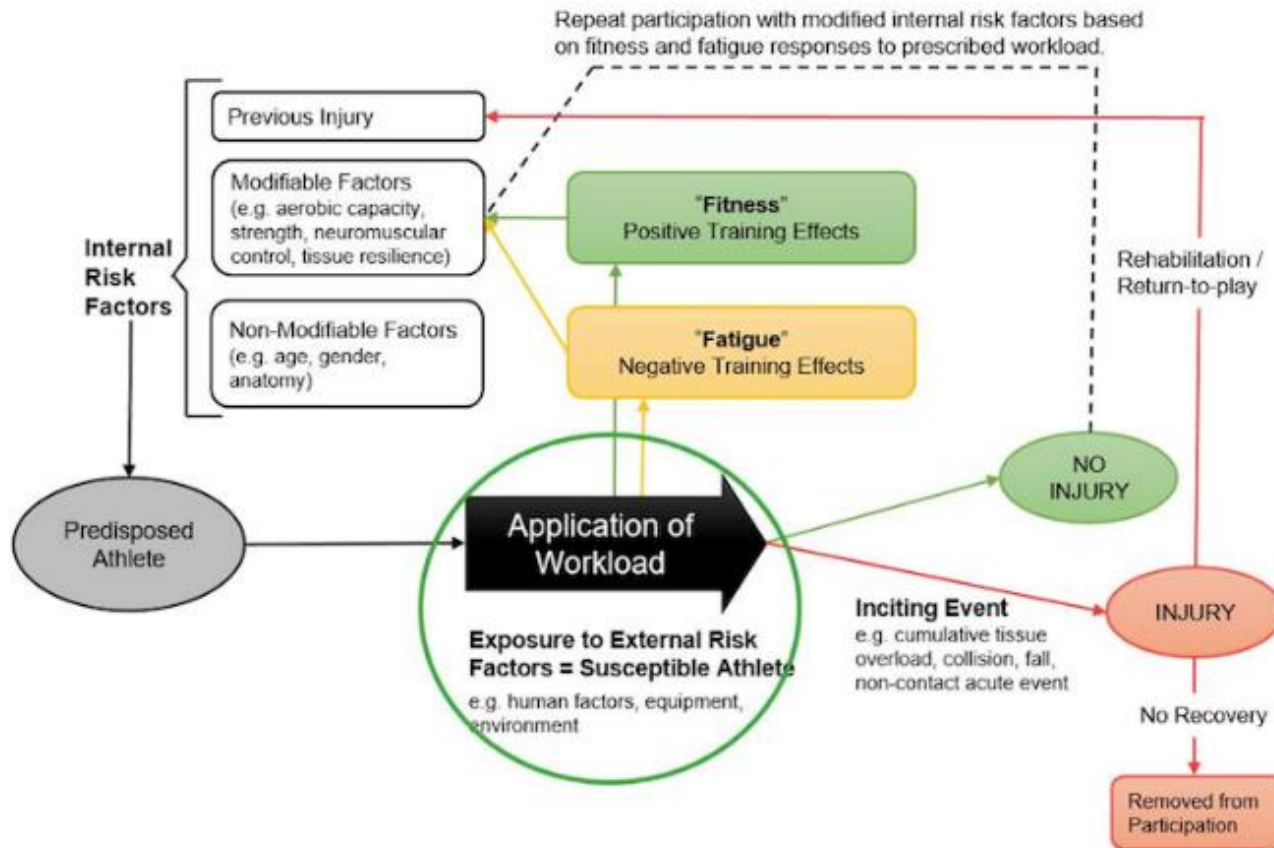 Repeat participation with modified internal risk factors based
on fitness and fatigue responses to prescribed workload.
Internal
Risk
Factors
Previous Injury
Modifiable Factors
(e.g. aerobic capacity,
strength, neuromuscular
control, tissue resilience)
Non-Modifiable Factors
(e.g. age, gender,
anatomy)
"Fitness"
Positive Training Effects
"Fatigue"
Negative Training Effects
Rehabilitation /
Return-to-play
Predisposed
Athlete
Application of
Workload
Exposure to External Risk
Factors = Susceptible Athlete
e.g. human factors, equipment,
environment
NO
INJURY
Inciting Event
e.g. cumulative tissue
overload, collision, fall,
non-contact acute event
INJURY
No Recovery
Removed from
Participation